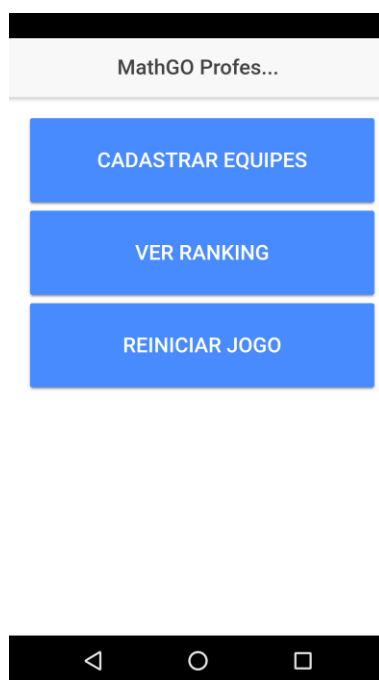 MathGO Profes...
CADASTRAR EQUIPES
VER RANKING
REINICIAR JOGO